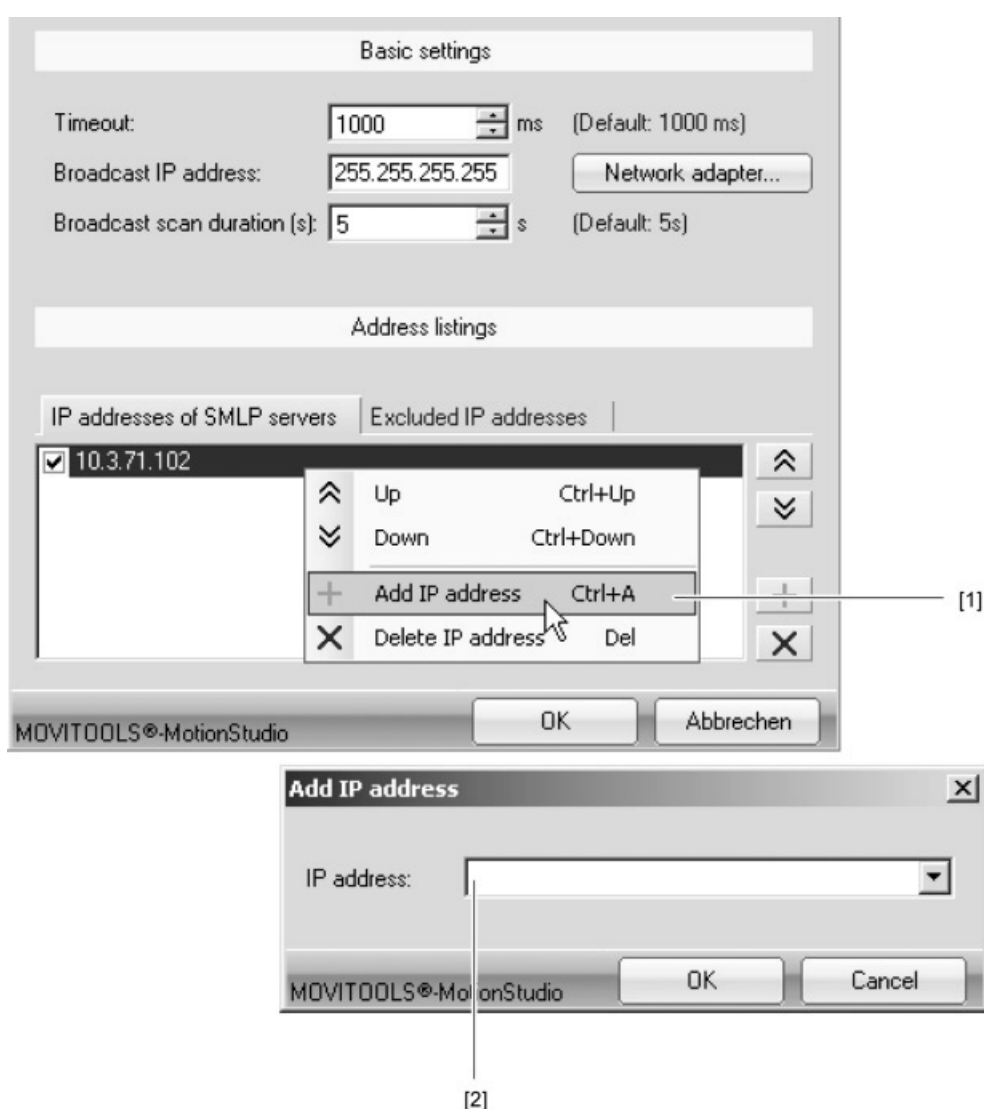 Basic settings
Timeout: 1000 ms (Default: 1000 ms)
Broadcast IP address: 255.255.255.255 Network adapter...
Broadcast scan duration (s): 5 s (Default: 5s)
Address listings
IP addresses of SMLP servers Excluded IP addresses
10.3.71.102
Up Ctrl+Up
Down Ctrl+Down
Add IP address Ctrl+A [1]
Delete IP address Del
MOVITOOLS®-MotionStudio OK Abbrechen
Add IP address
IP address:
MOVITOOLS®-MotionStudio OK Cancel
[2]